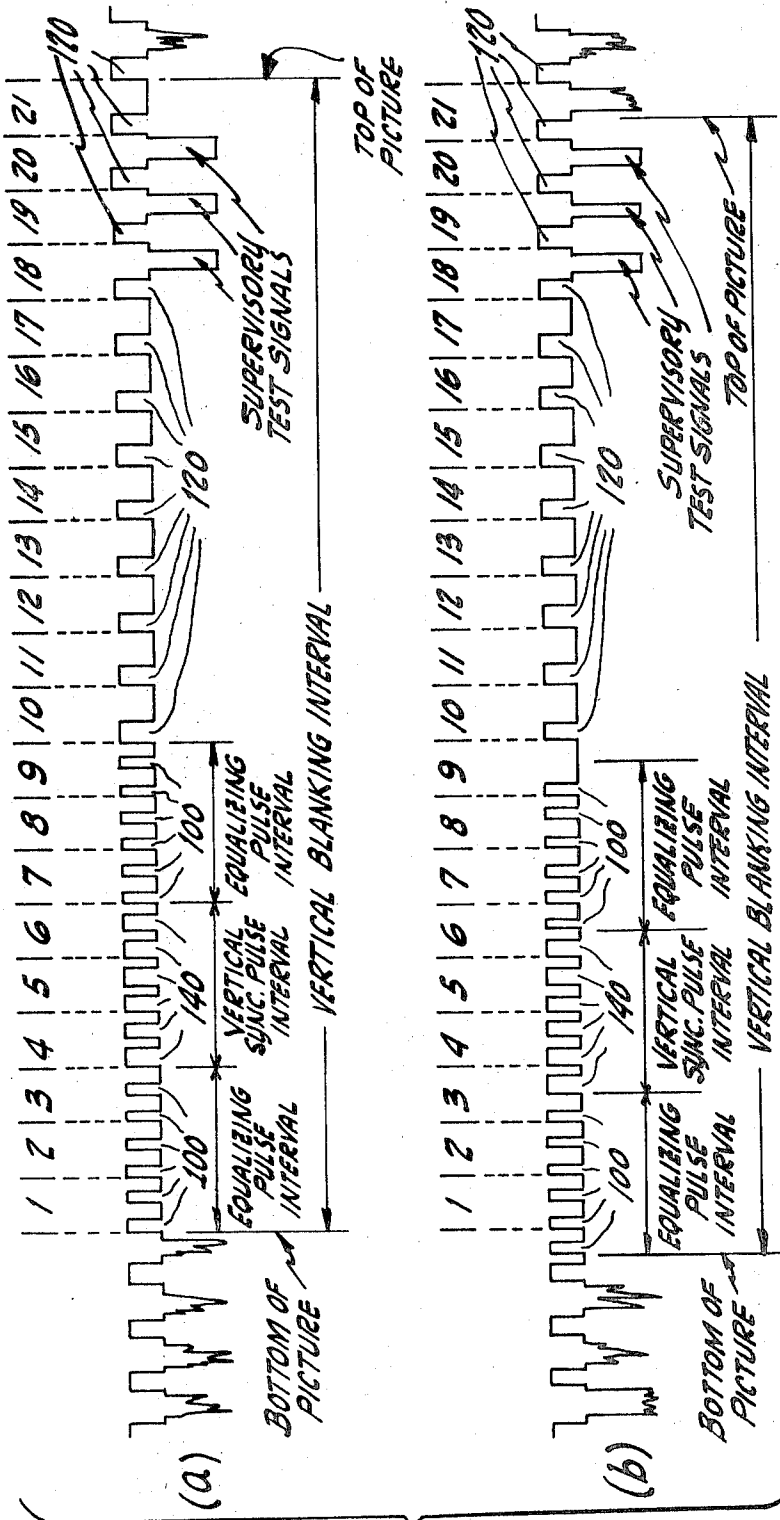 (a)
1 2 3 4 5 6 7 8 9 10 11 12 13 14 15 16 17 18 19 20 21
120
100
140
100
120
EQUALIZING
PULSE
INTERVAL
VERTICAL
SYNC. PULSE
INTERVAL
EQUALIZING
PULSE
INTERVAL
SUPERVISORY
TEST SIGNALS
BOTTOM OF
PICTURE
VERTICAL BLANKING INTERVAL
TOP OF
PICTURE
(b)
1 2 3 4 5 6 7 8 9 10 11 12 13 14 15 16 17 18 19 20 21
120
100
140
100
120
EQUALIZING
PULSE
INTERVAL
VERTICAL
SYNC. PULSE
INTERVAL
EQUALIZING
PULSE
INTERVAL
SUPERVISORY
TEST SIGNALS
BOTTOM OF
PICTURE
TOP OF PICTURE
VERTICAL BLANKING INTERVAL